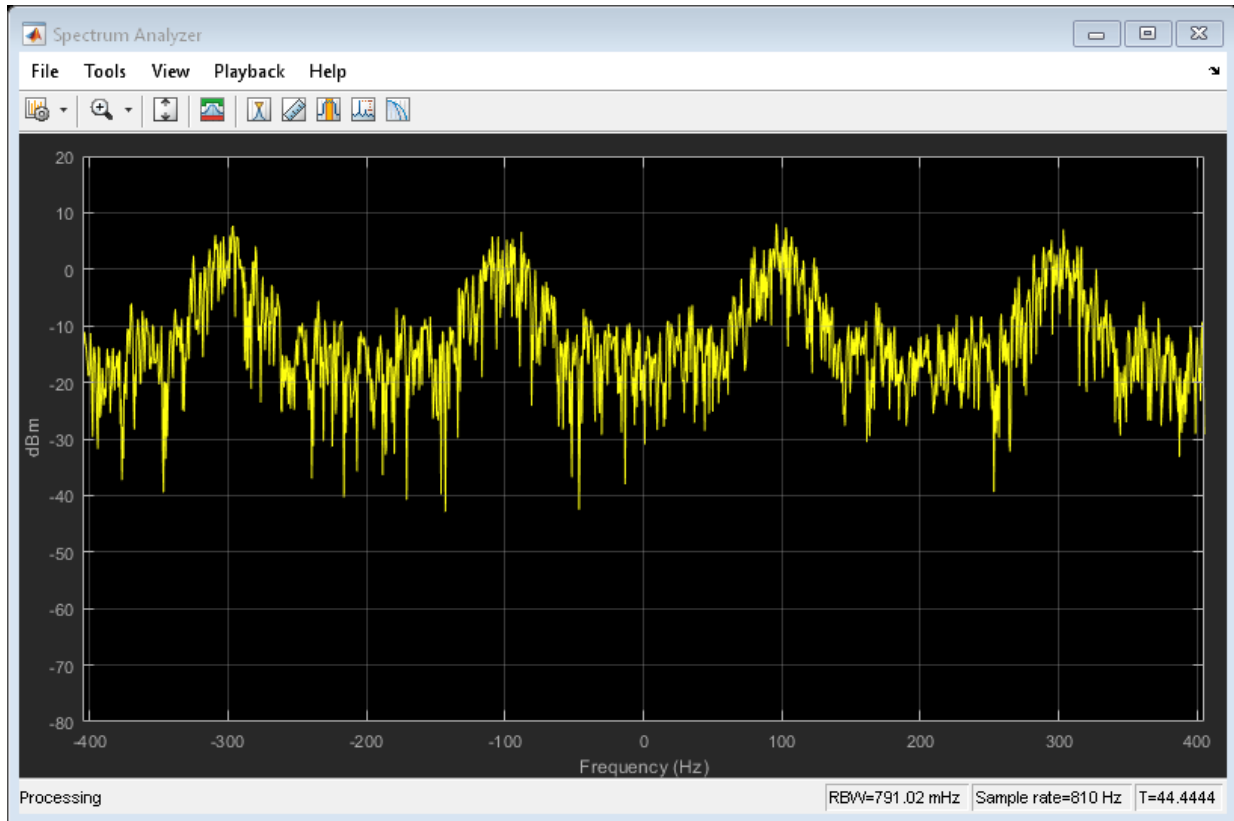 Spectrum Analyzer
File Tools View Playback Help
20
10
0
-10
-20
-30
-40
-50
-60
-70
-80
dBm
-400 -300 -200 -100 0 100 200 300 400
Frequency (Hz)
Processing RBW=791.02 mHz Sample rate=810 Hz T=44.4444